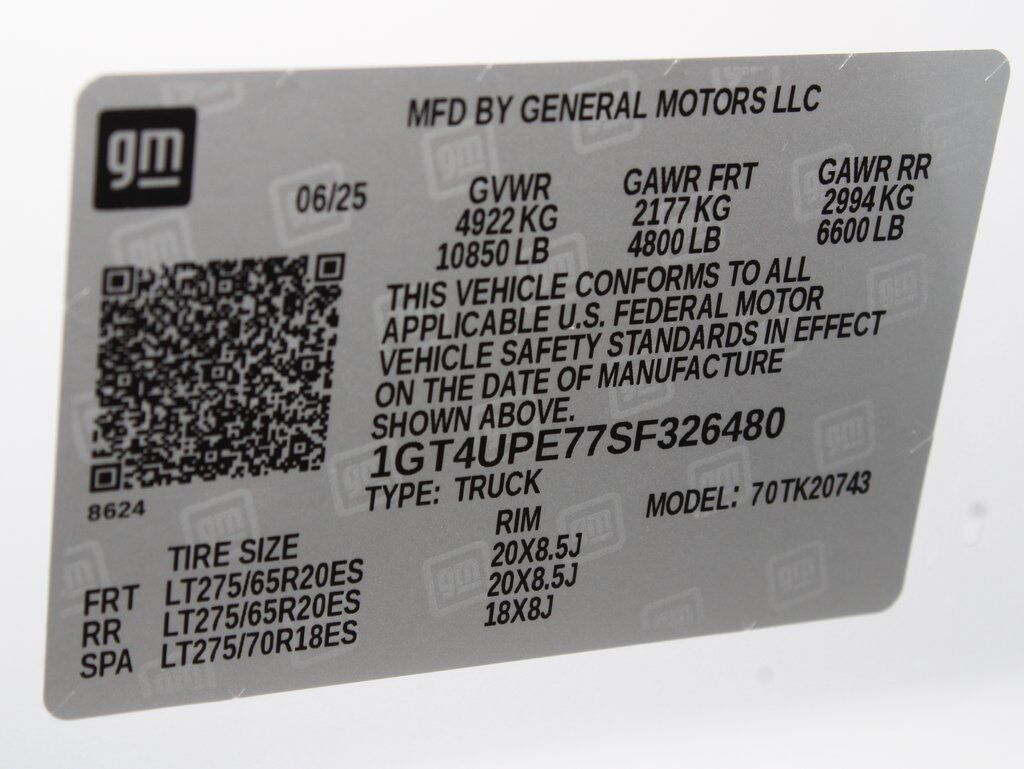 MFD BY GENERAL MOTORS LLC
gm
06/25
GVWR GAWR FRT GAWR RR
4922 KG 2177 KG 2994 KG
10850 LB 4800 LB 6600 LB
THIS VEHICLE CONFORMS TO ALL
APPLICABLE U.S. FEDERAL MOTOR
VEHICLE SAFETY STANDARDS IN EFFECT
ON THE DATE OF MANUFACTURE
SHOWN ABOVE.
1GT4UPE77SF326480
8624
TYPE: TRUCK MODEL: 70TK20743
TIRE SIZE RIM
FRT LT275/65R20ES 20X8.5J
RR LT275/65R20ES 20X8.5J
SPA LT275/70R18ES 18X8J